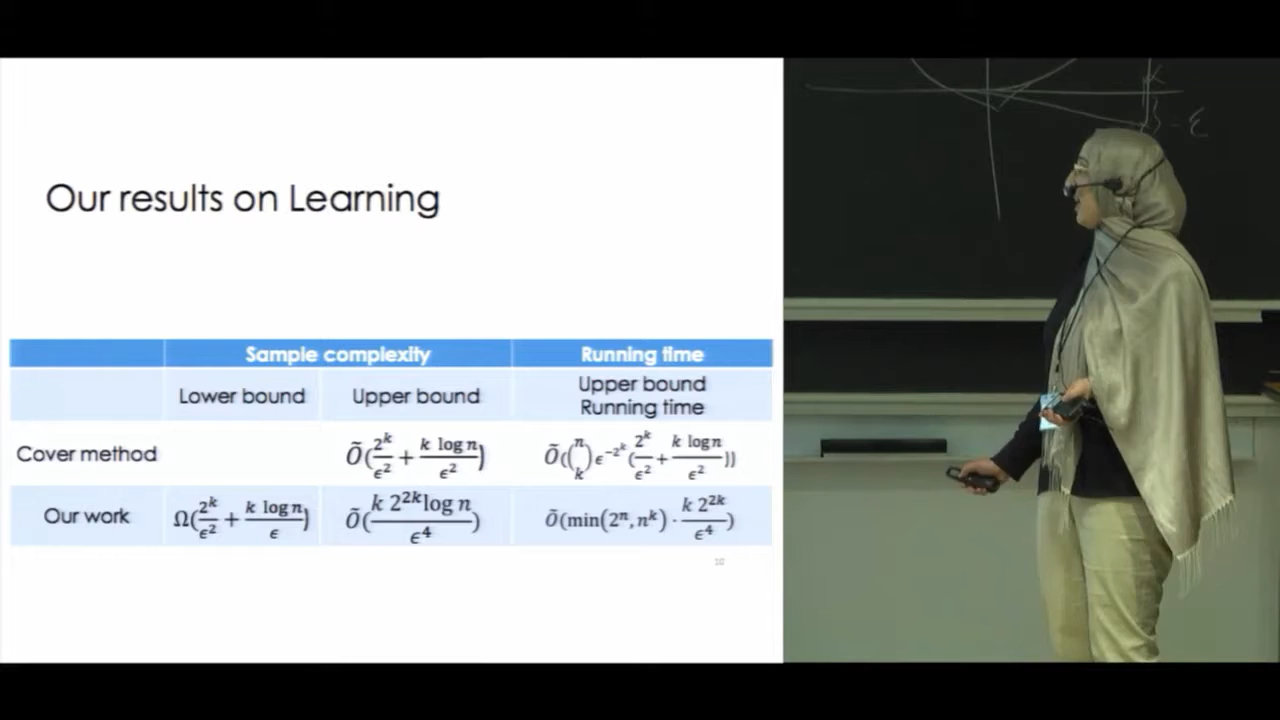 Our results on Learning
Sample complexity Running time
Lower bound Upper bound Upper bound
Running time
Cover method Õ(2^k/ϵ² + k log n/ϵ²) Õ((n k)ϵ^{-2^k}(2^k/ϵ² + k log n/ϵ²))
Our work Ω(2^k/ϵ² + k log n/ϵ) Õ(k 2^{2k} log n/ϵ⁴) Õ(min(2^n, n^k) · k 2^{2k}/ϵ⁴)
20